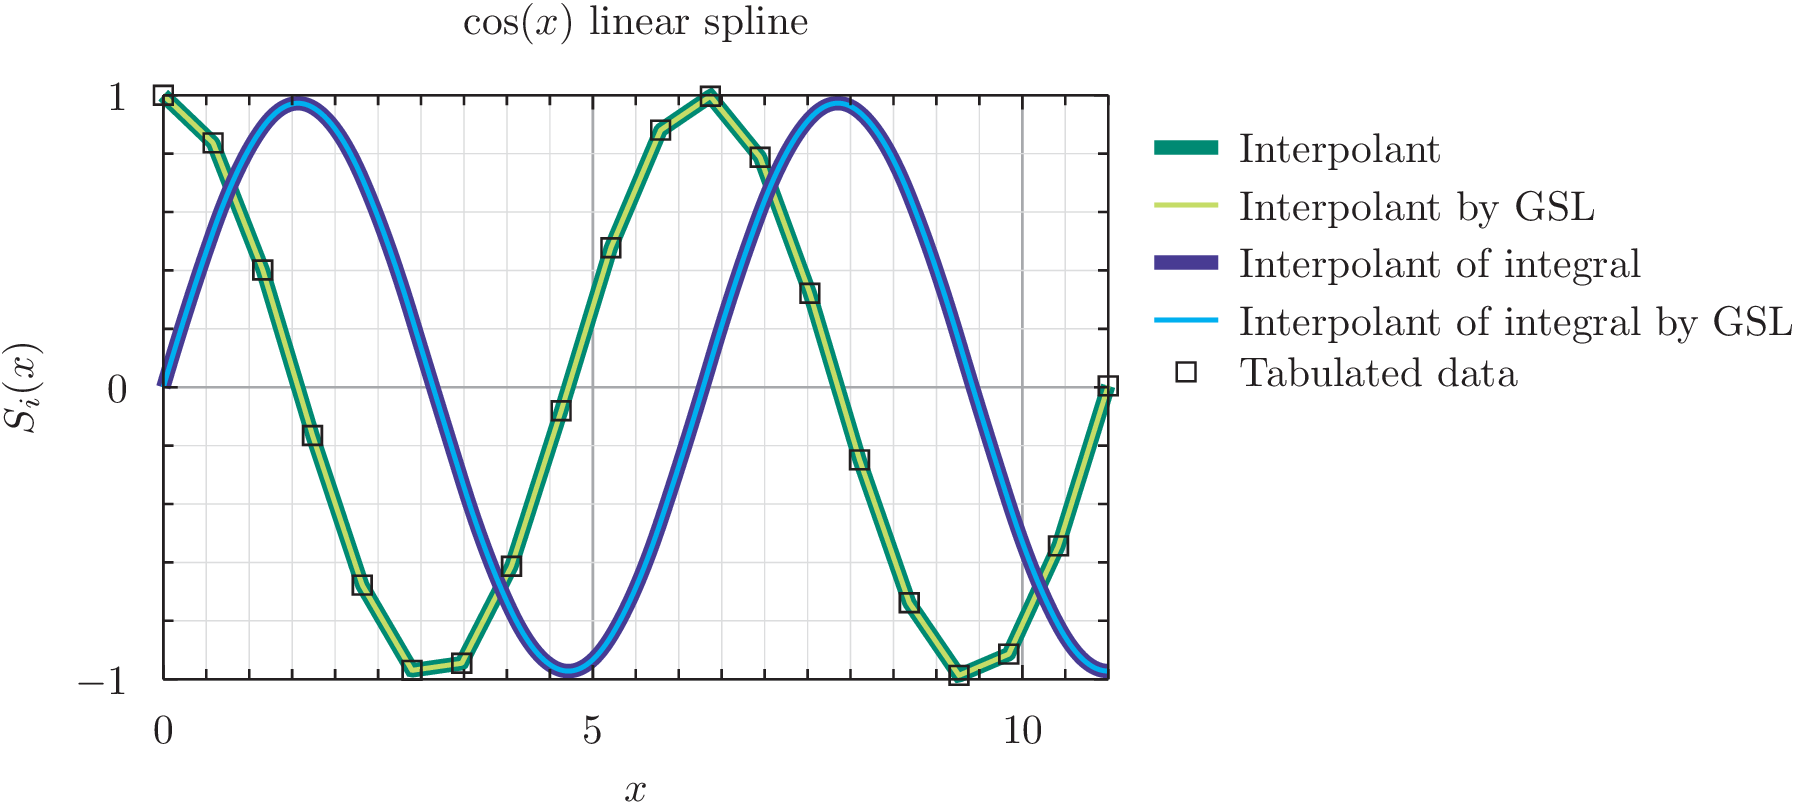 cos(x) linear spline
1
0
−1
S_i(x)
0 5 10
x
Interpolant
Interpolant by GSL
Interpolant of integral
Interpolant of integral by GSL
Tabulated data